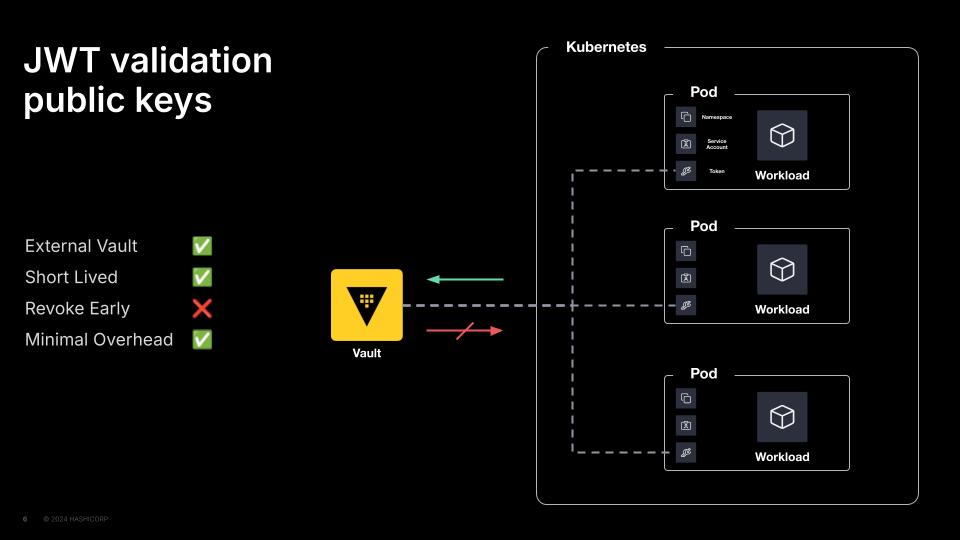 JWT validation
public keys
External Vault ✅
Short Lived ✅
Revoke Early ❌
Minimal Overhead ✅
Vault
Kubernetes
Pod
Namespace
Service
Account
Token
Workload
Pod
Workload
Pod
Workload
6 © 2024 HASHICORP